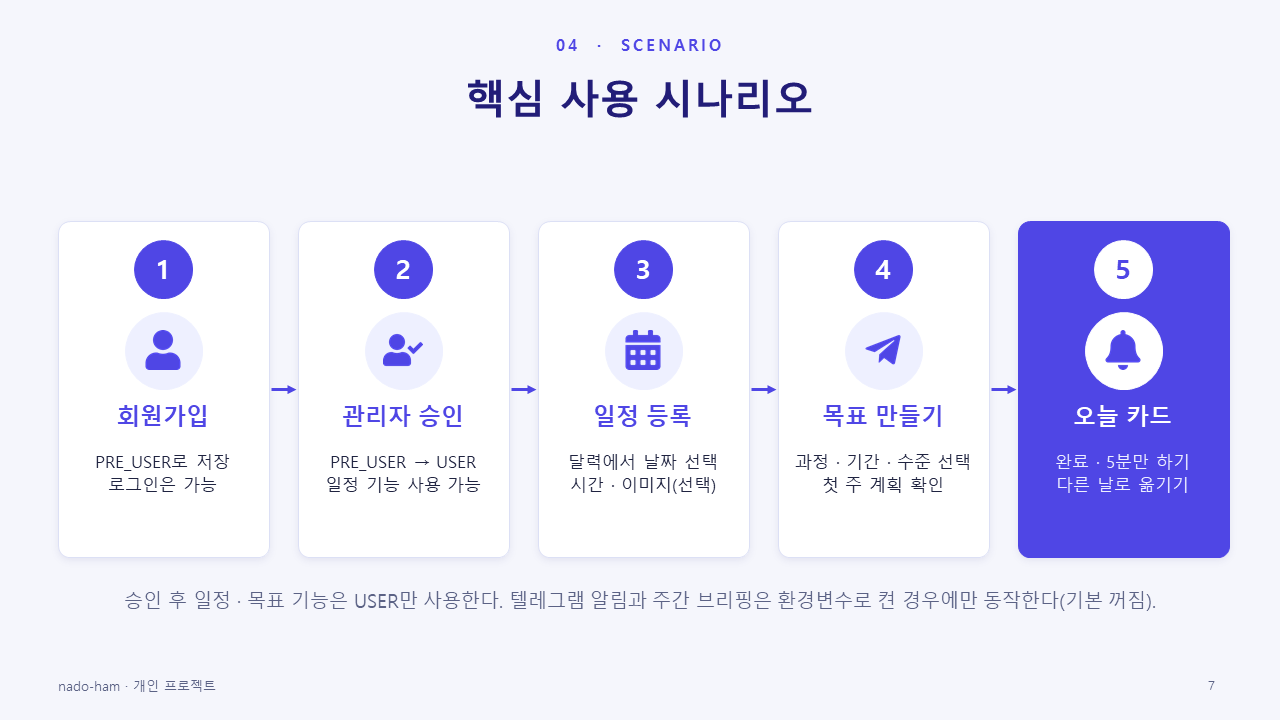 04 · SCENARIO
핵심 사용 시나리오
1
회원가입
PRE_USER로 저장
로그인은 가능
2
관리자 승인
PRE_USER → USER
일정 기능 사용 가능
3
일정 등록
달력에서 날짜 선택
시간 · 이미지(선택)
4
목표 만들기
과정 · 기간 · 수준 선택
첫 주 계획 확인
5
오늘 카드
완료 · 5분만 하기
다른 날로 옮기기
승인 후 일정 · 목표 기능은 USER만 사용한다. 텔레그램 알림과 주간 브리핑은 환경변수로 켠 경우에만 동작한다(기본 꺼짐).
nado-ham · 개인 프로젝트
7